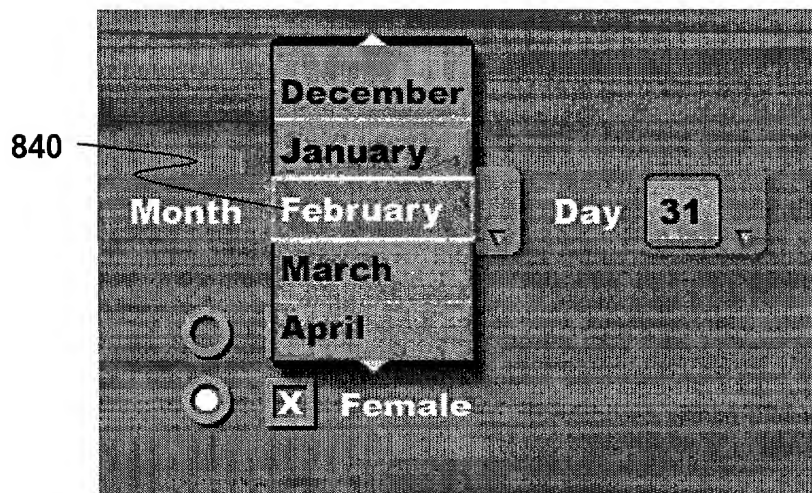 December
840
January
Month February Day 31
March
April
X Female